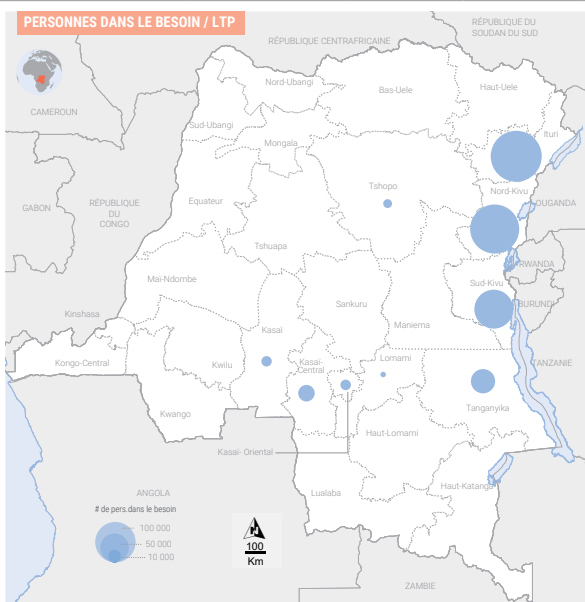 PERSONNES DANS LE BESOIN / LTP
RÉPUBLIQUE DU
SOUDAN DU SUD
RÉPUBLIQUE CENTRAFRICAINE
Nord-Ubangi
Bas-Uele
Haut-Uele
CAMEROUN
Sud-Ubangi
Ituri
Mongala
Tshopo
Nord-Kivu
Equateur
OUGANDA
GABON
RÉPUBLIQUE
DU
CONGO
Tshuapa
RWANDA
Maï-Ndombe
Sud-Kivu
Sankuru
BURUNDI
Kinshasa
Maniema
Kasai
Kongo-Central
Kwilu
Kasai-
Central
Lomami
TANZANIE
Tanganyika
Kwango
Haut-Lomami
Kasai- Oriental
Haut-Katanga
ANGOLA
Lualaba
# de pers.dans le besoin
100 000
50 000
10 000
100
Km
ZAMBIE